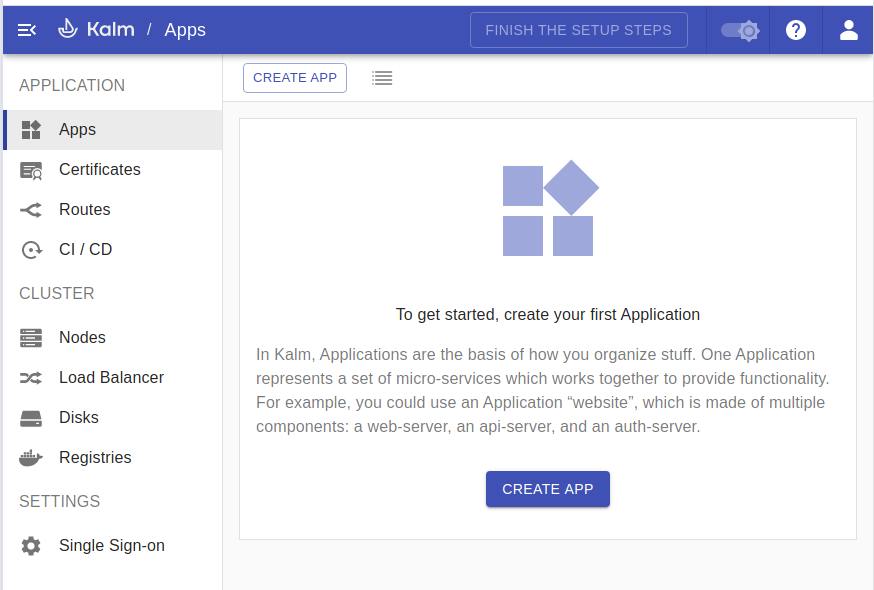 Kalm / Apps
FINISH THE SETUP STEPS
?
APPLICATION
Apps
Certificates
Routes
CI / CD
CLUSTER
Nodes
Load Balancer
Disks
Registries
SETTINGS
Single Sign-on
CREATE APP
To get started, create your first Application
In Kalm, Applications are the basis of how you organize stuff. One Application
represents a set of micro-services which works together to provide functionality.
For example, you could use an Application “website”, which is made of multiple
components: a web-server, an api-server, and an auth-server.
CREATE APP